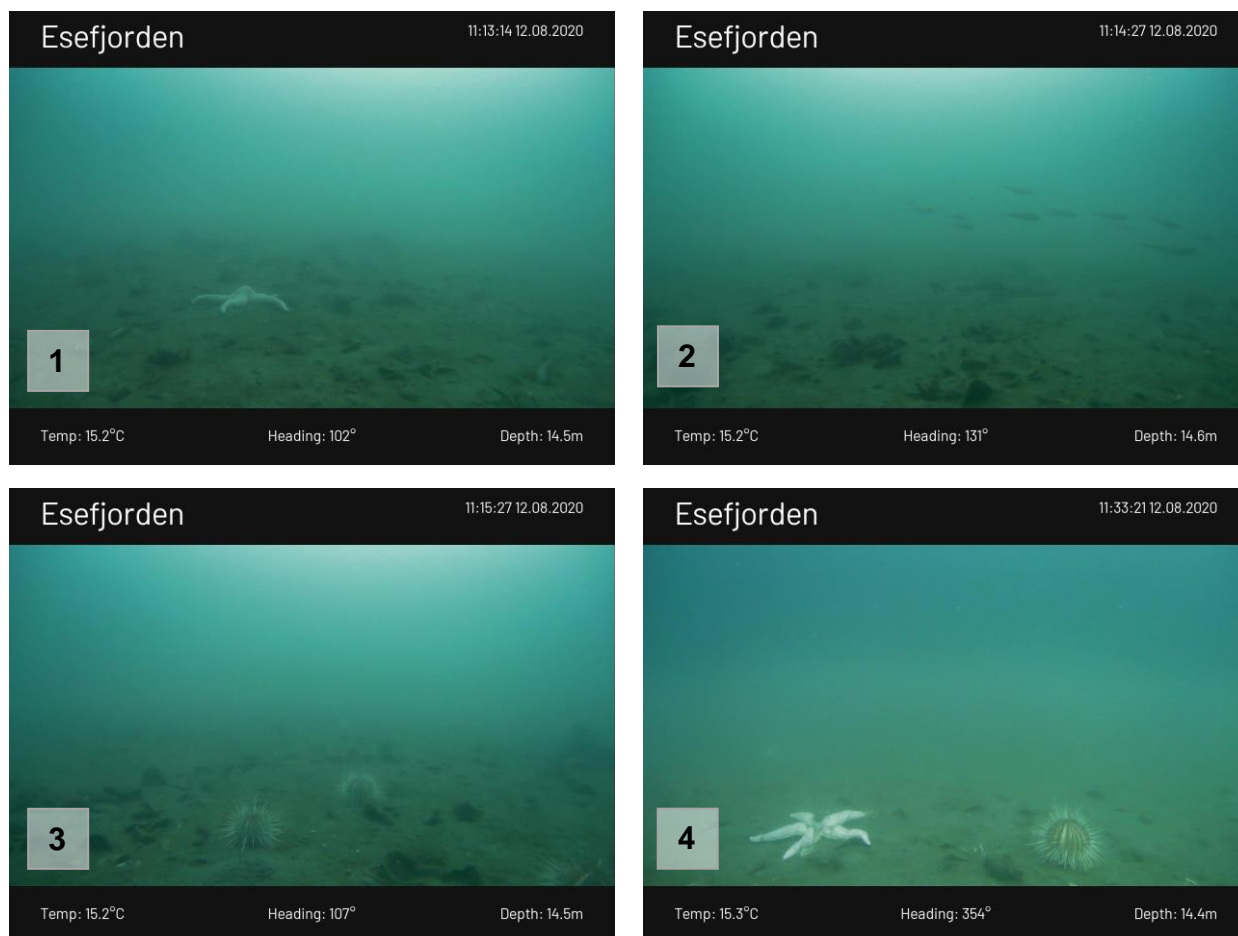 Esefjorden
11:13:14 12.08.2020
1
Temp: 15.2°C
Heading: 102°
Depth: 14.5m
Esefjorden
11:14:27 12.08.2020
2
Temp: 15.2°C
Heading: 131°
Depth: 14.6m
Esefjorden
11:15:27 12.08.2020
3
Temp: 15.2°C
Heading: 107°
Depth: 14.5m
Esefjorden
11:33:21 12.08.2020
4
Temp: 15.3°C
Heading: 354°
Depth: 14.4m